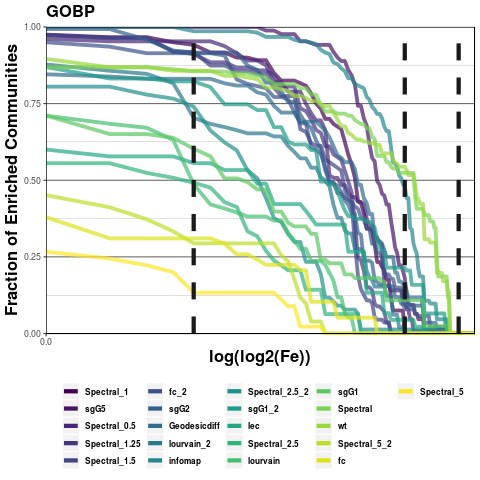 GOBP
Fraction of Enriched Communities
1.00
0.75
0.50
0.25
0.00
0.0
log(log2(Fe))
Spectral_1 fc_2 Spectral_2.5_2 sgG1 Spectral_5
sgG5 sgG2 sgG1_2 Spectral
Spectral_0.5 Geodesicdiff lec wt
Spectral_1.25 lourvain_2 Spectral_2.5 Spectral_5_2
Spectral_1.5 infomap lourvain fc